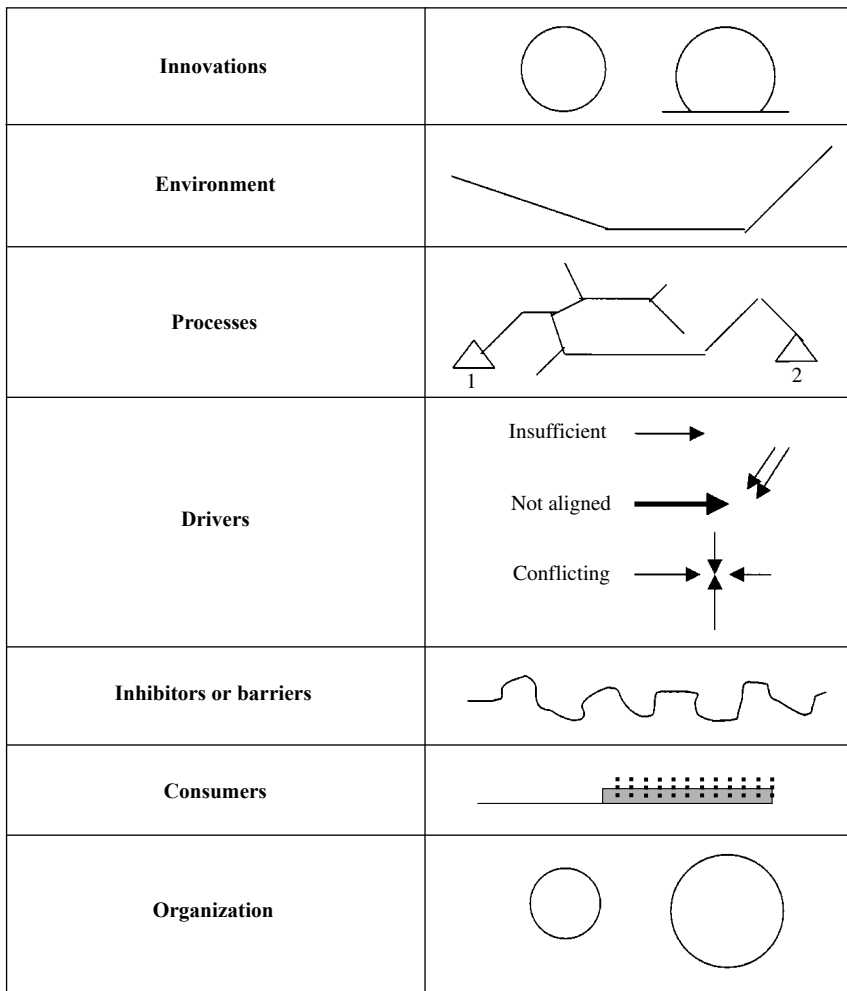 Innovations
Environment
Processes
1
2
Drivers
Insufficient
Not aligned
Conflicting
Inhibitors or barriers
Consumers
Organization